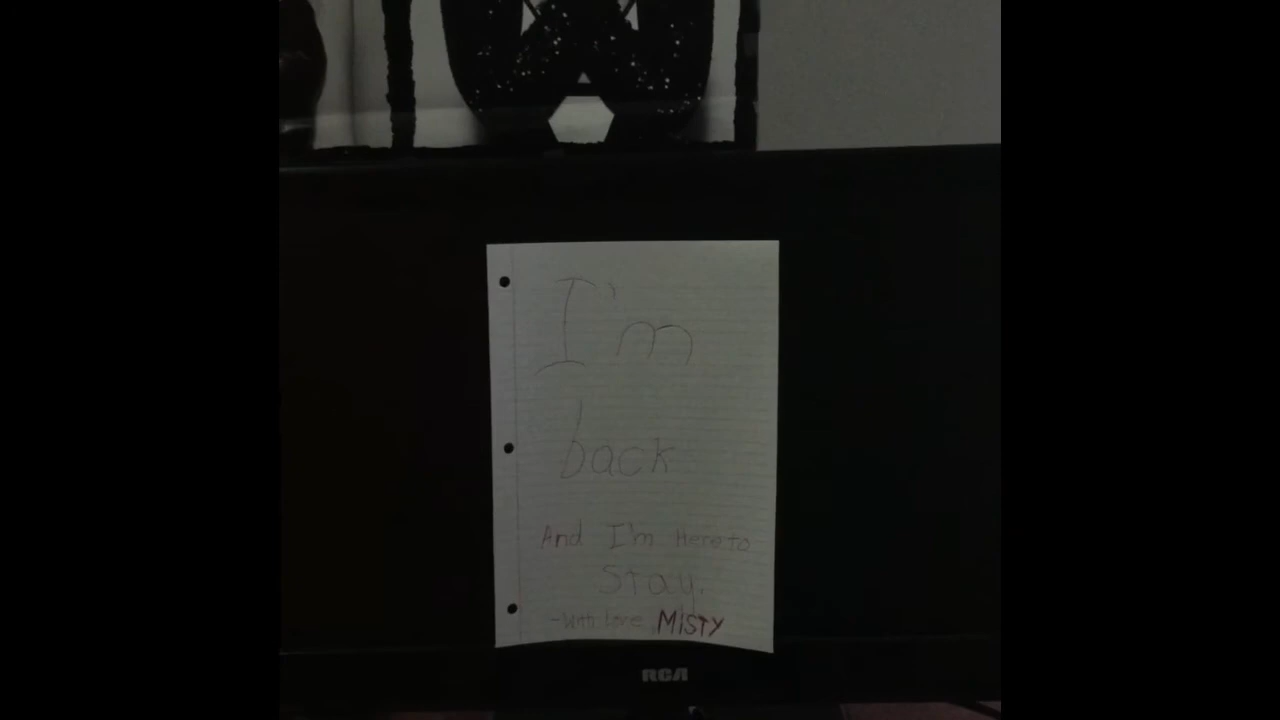 I'm
back
And I'm Here to
Stay.
-With Love MISTY
RCA